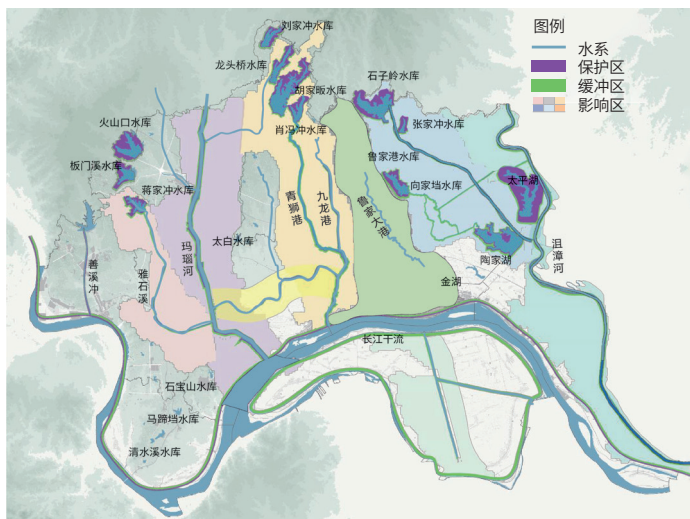 刘家冲水库
图例
水系
保护区
缓冲区
影响区
龙头桥水库
石子岭水库
胡家畈水库
火山口水库
肖冯冲水库
张家冲水库
鲁家港水库
板门溪水库
太平湖
蒋家冲水库
向家垱水库
青狮港
九龙港
鲁家大港
太白水库
玛瑙河
沮漳河
善溪冲
雅石溪
陶家湖
金湖
长江干流
石宝山水库
马蹄垱水库
清水溪水库